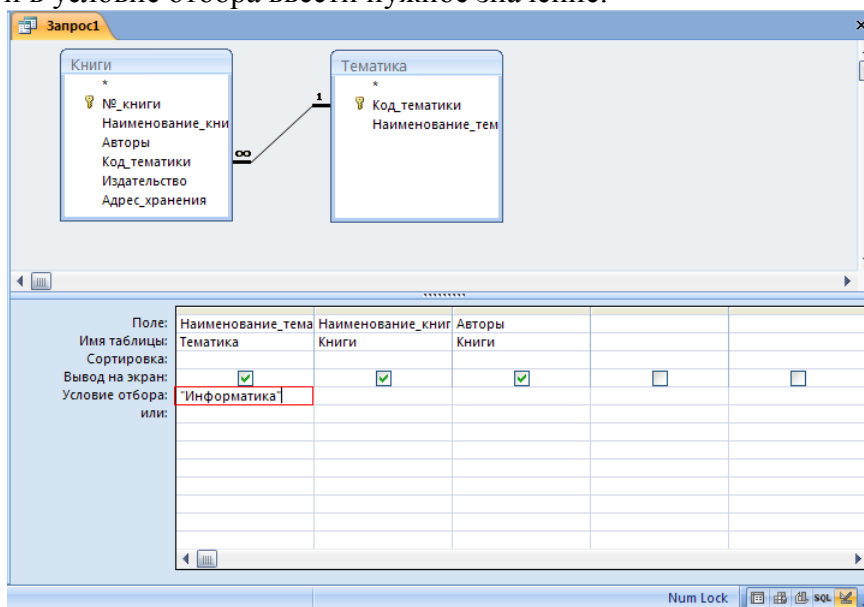 и в условие отбора ввести нужное значение.
Запрос1
Книги
*
№_книги
Наименование_кни
Авторы
Код_тематики
Издательство
Адрес_хранения
∞
1
Тематика
*
Код_тематики
Наименование_тем
Поле: Наименование_тема Наименование_книг Авторы
Имя таблицы: Тематика Книги Книги
Сортировка:
Вывод на экран:
Условие отбора: "Информатика"
или:
Num Lock SQL